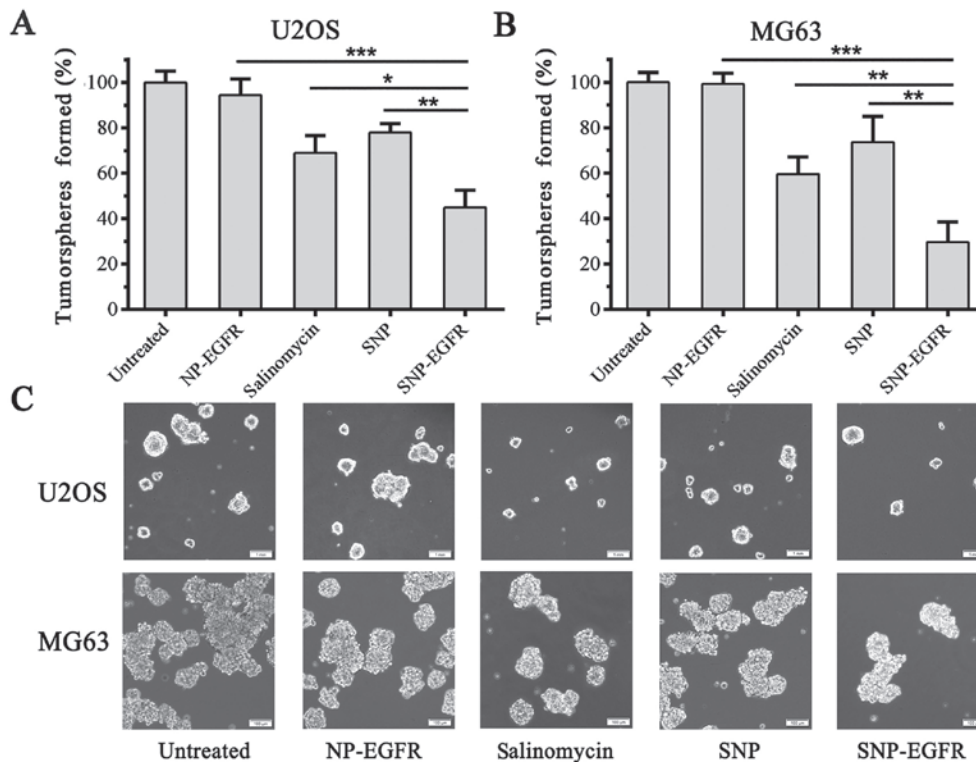 A
U2OS
Tumorspheres formed (%)
100
80
60
40
20
0
***
*
**
Untreated
NP-EGFR
Salinomycin
SNP
SNP-EGFR
B
MG63
Tumorspheres formed (%)
100
80
60
40
20
0
***
**
**
Untreated
NP-EGFR
Salinomycin
SNP
SNP-EGFR
C
U2OS
MG63
Untreated NP-EGFR Salinomycin SNP SNP-EGFR